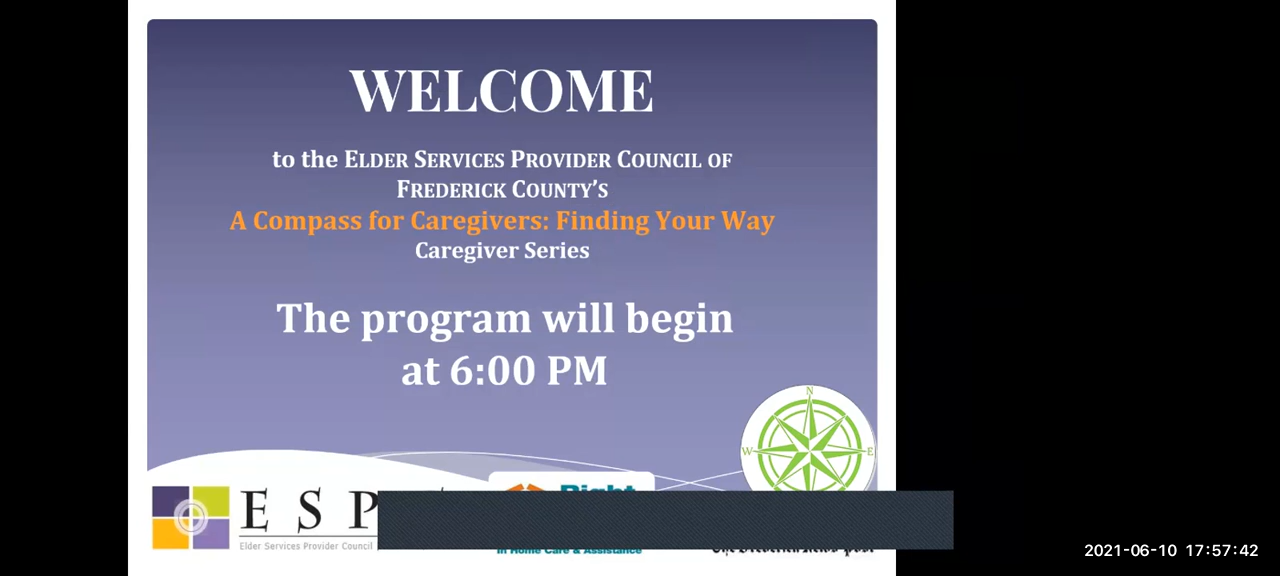 WELCOME
to the ELDER SERVICES PROVIDER COUNCIL OF
FREDERICK COUNTY'S
A Compass for Caregivers: Finding Your Way
Caregiver Series
The program will begin
at 6:00 PM
N
W E
ESP
Elder Services Provider Council
Right
In Home Care & Assistance
2021-06-10 17:57:42